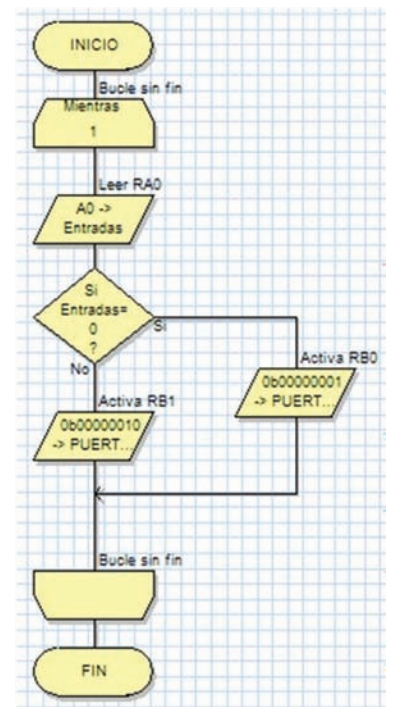 INICIO
Bucle sin fin
Mientras
1
Leer RA0
A0 ->
Entradas
Si
Entradas=
0
?
Si
No
Activa RB0
0b00000001
-> PUERT...
Activa RB1
0b00000010
-> PUERT...
Bucle sin fin
FIN